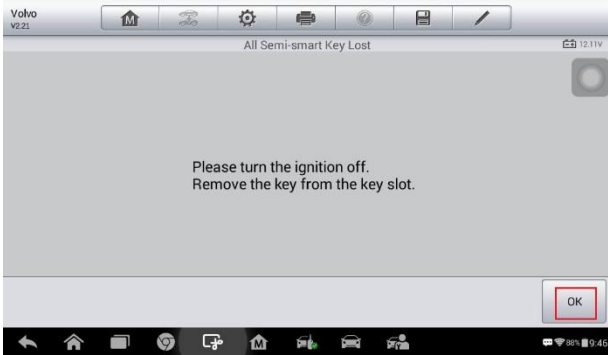 Volvo
V2.21
All Semi-smart Key Lost
12.11V
Please turn the ignition off.
Remove the key from the key slot.
OK
88% 9:46